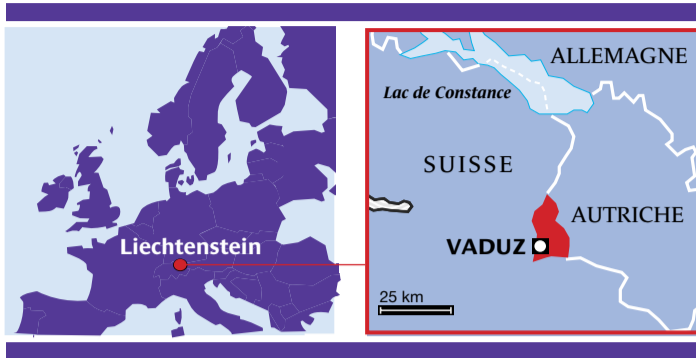 Liechtenstein
ALLEMAGNE
Lac de Constance
SUISSE
AUTRICHE
VADUZ
25 km